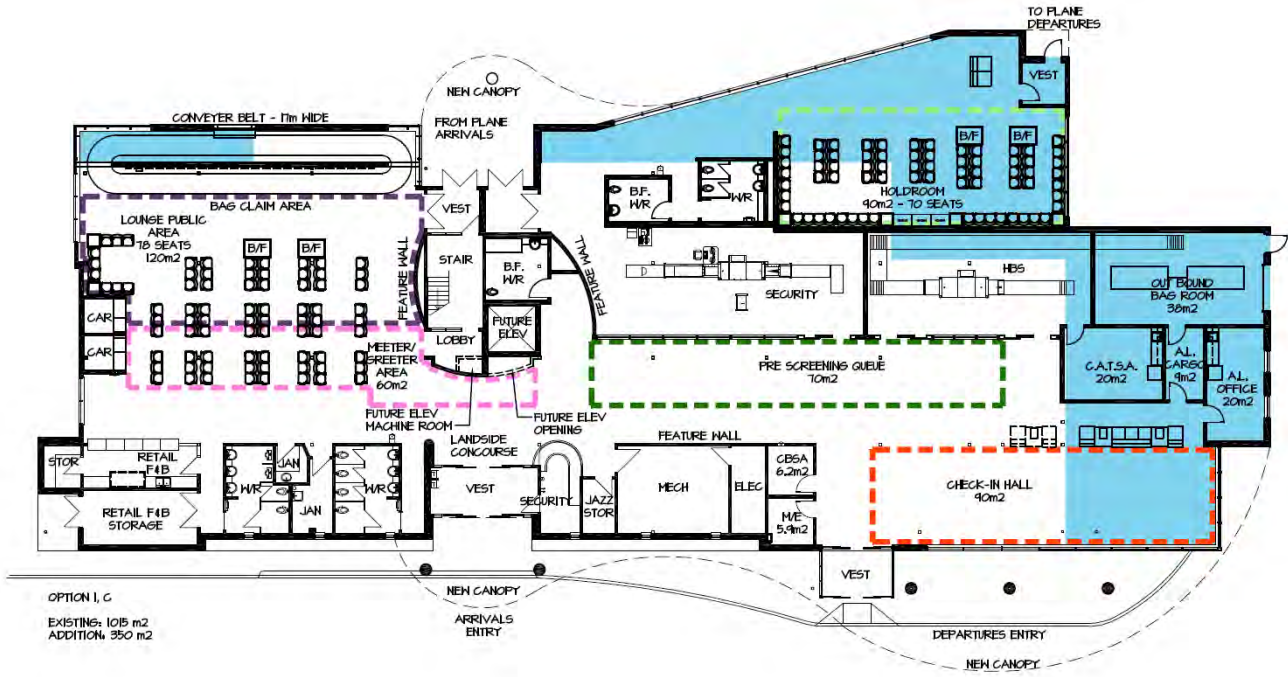 TO PLANE
DEPARTURES
VEST
NEW CANOPY
CONVEYER BELT - 17m WIDE
FROM PLANE
ARRIVALS
B/F
B/F
B.F.
W/R
W/R
HOLDROOM
90m2 - 70 SEATS
BAG CLAIM AREA
LOUNGE PUBLIC
AREA
78 SEATS
120m2
B/F
B/F
FEATURE WALL
VEST
STAIR
B.F.
W/R
FEATURE WALL
SECURITY
HBS
OUT BOUND
BAG ROOM
38m2
CAR
CAR
LOBBY
FUTURE
ELEV
MEETER/
GREETER
AREA
60m2
PRE SCREENING QUEUE
70m2
C.A.T.S.A.
20m2
A.L.
CARGO
9m2
A.L.
OFFICE
20m2
FUTURE ELEV
MACHINE ROOM
FUTURE ELEV
OPENING
LANDSIDE
CONCOURSE
FEATURE WALL
STOR
RETAIL
F&B
W/R
JAN
JAN
W/R
VEST
SECURITY
JAZZ
STOR
MECH
ELEC
CBSA
6.2m2
M/E
5.9m2
CHECK-IN HALL
90m2
RETAIL F&B
STORAGE
VEST
NEW CANOPY
ARRIVALS
ENTRY
DEPARTURES ENTRY
NEW CANOPY
OPTION 1, C
EXISTING: 1015 m2
ADDITION: 350 m2